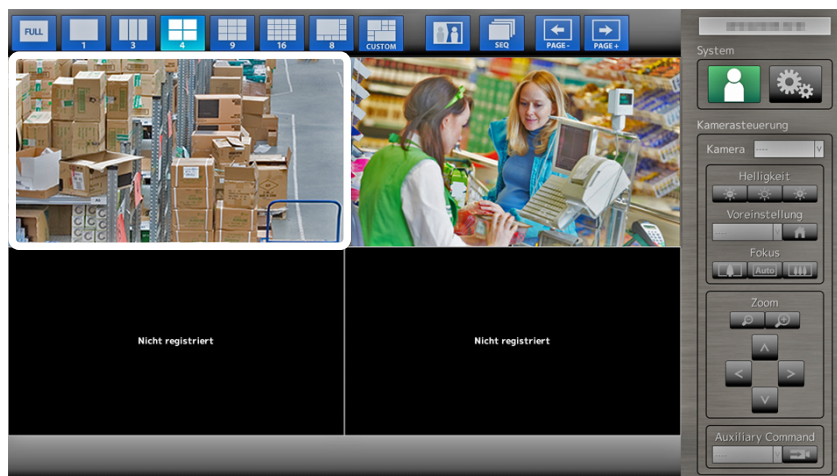 FULL
1
3
4
9
16
8
CUSTOM
SEQ
PAGE -
PAGE +
System
Kamerasteuerung
Kamera ----
Helligkeit
Voreinstellung
----
Fokus
Auto
Zoom
Nicht registriert
Nicht registriert
Auxiliary Command
----